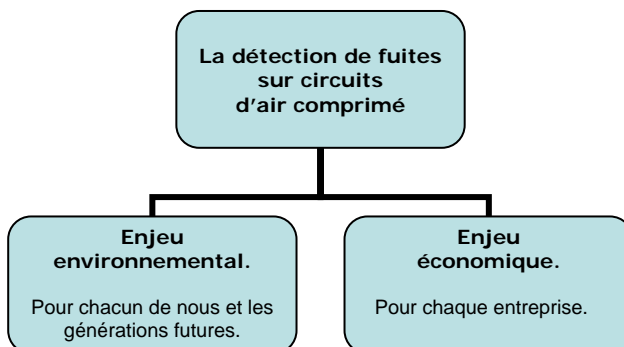 La détection de fuites
sur circuits
d'air comprimé
Enjeu
environnemental.
Pour chacun de nous et les
générations futures.
Enjeu
économique.
Pour chaque entreprise.